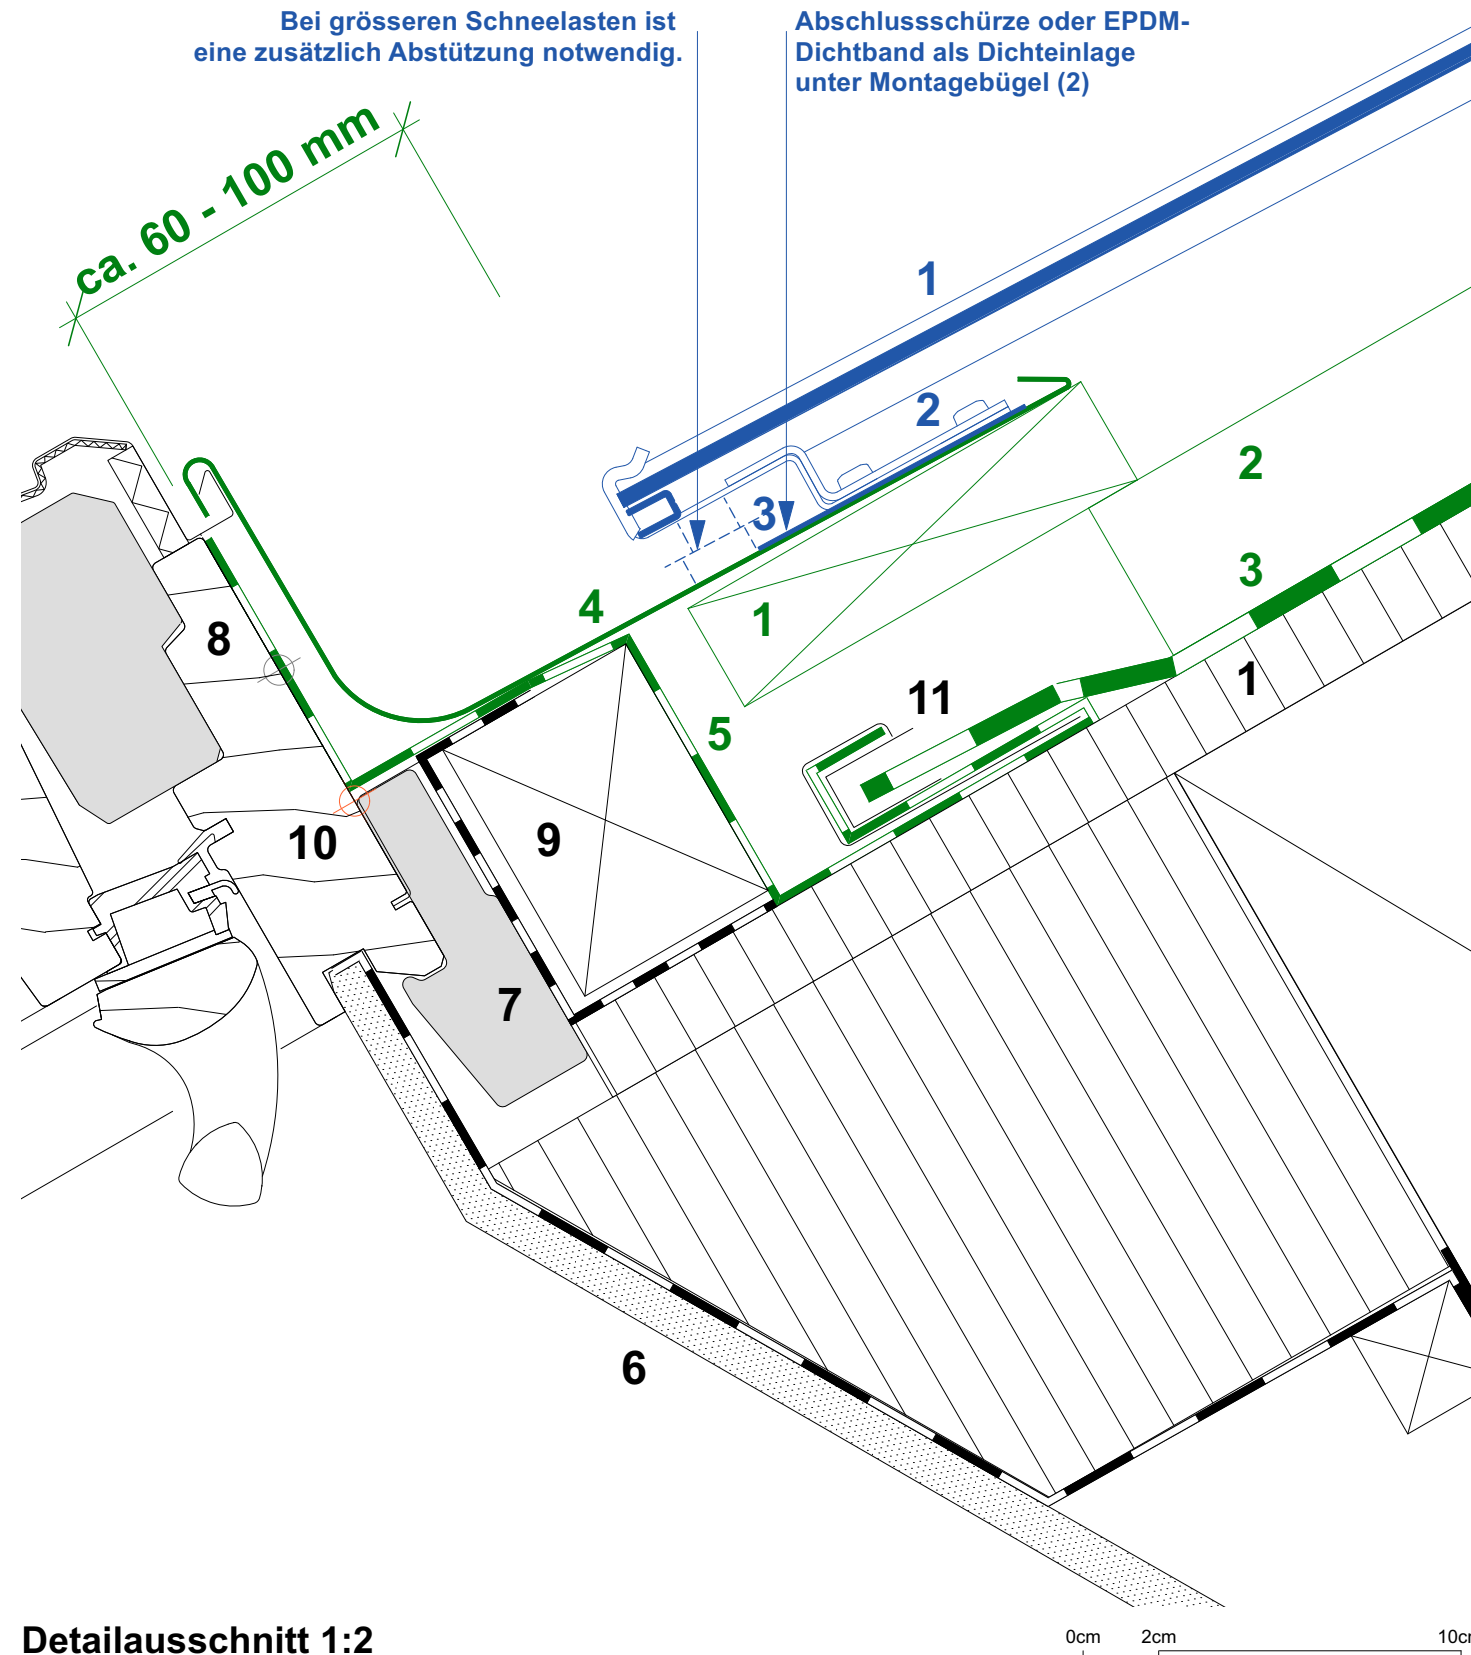 Bei grösseren Schneelasten ist
eine zusätzlich Abstützung notwendig.
Abschlussschürze oder EPDM-
Dichtband als Dichteinlage
unter Montagebügel (2)
ca. 60 - 100 mm
1
2
3
2
3
4
1
8
5
11
1
10
9
7
6
Detailausschnitt 1:2
0cm 2cm 10cm